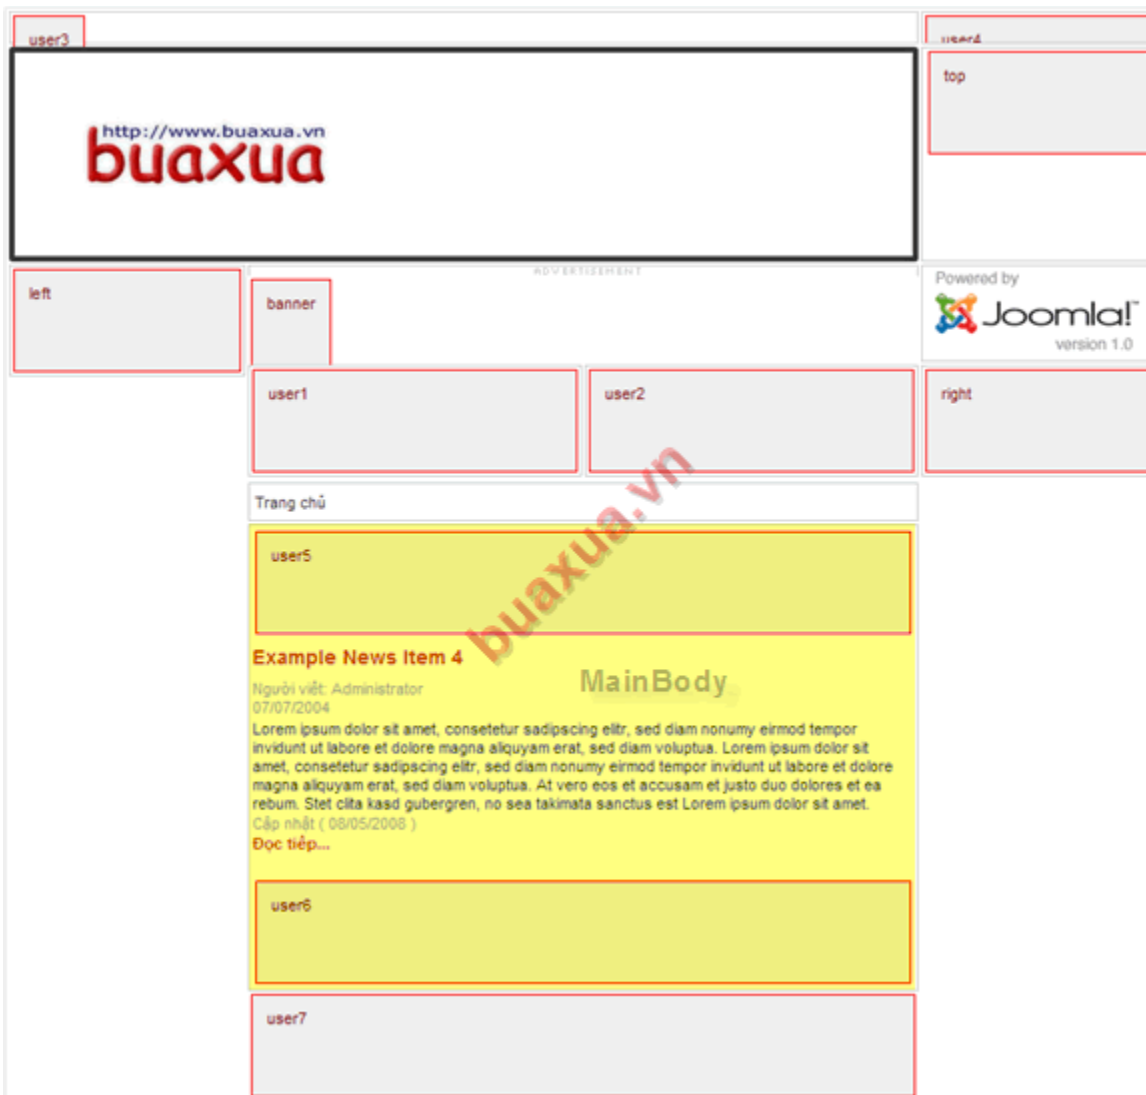 user3
user4
top
http://www.buaxua.vn
buaxua
left
ADVERTISEMENT
banner
Powered by
Joomla!™
version 1.0
user1
user2
right
buaxua.vn
Trang chủ
user5
Example News Item 4
MainBody
Người viết: Administrator
07/07/2004
Lorem ipsum dolor sit amet, consetetur sadipscing elitr, sed diam nonumy eirmod tempor
invidunt ut labore et dolore magna aliquyam erat, sed diam voluptua. Lorem ipsum dolor sit
amet, consetetur sadipscing elitr, sed diam nonumy eirmod tempor invidunt ut labore et dolore
magna aliquyam erat, sed diam voluptua. At vero eos et accusam et justo duo dolores et ea
rebum. Stet clita kasd gubergren, no sea takimata sanctus est Lorem ipsum dolor sit amet.
Cập nhật ( 08/05/2008 )
Đọc tiếp...
user6
user7